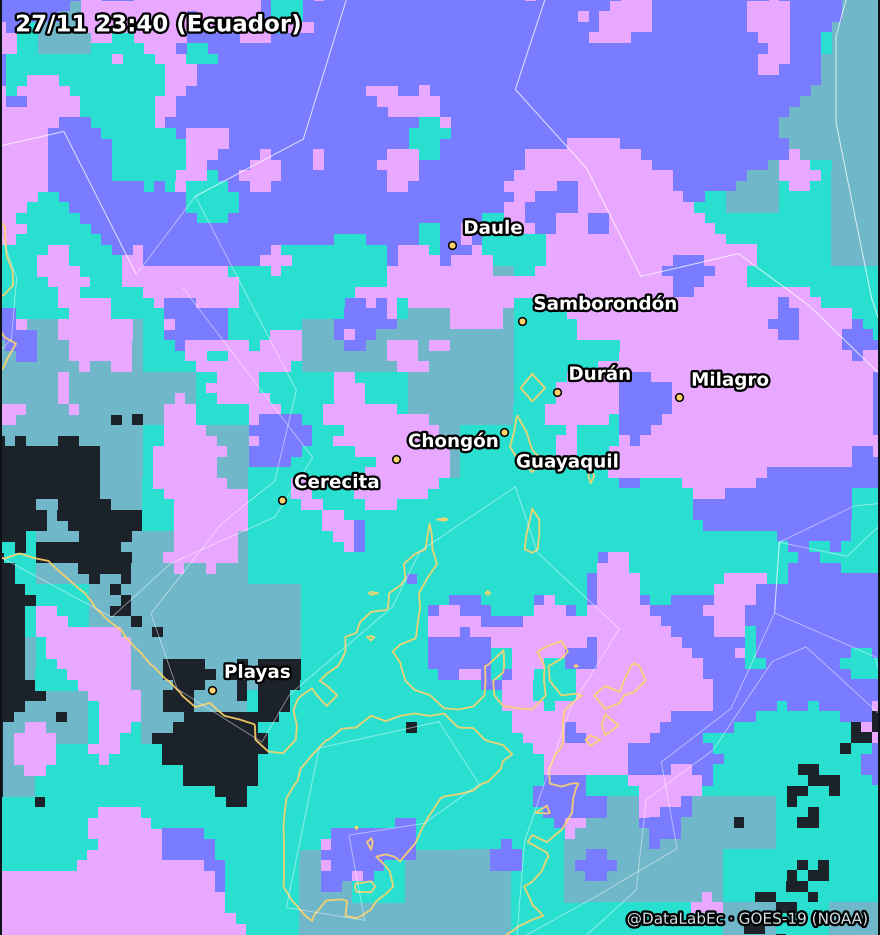 27/11 23:40 (Ecuador)
Daule
Samborondón
Durán
Milagro
Chongón
Guayaquil
Cerecita
Playas
@DataLabEc · GOES-19 (NOAA)